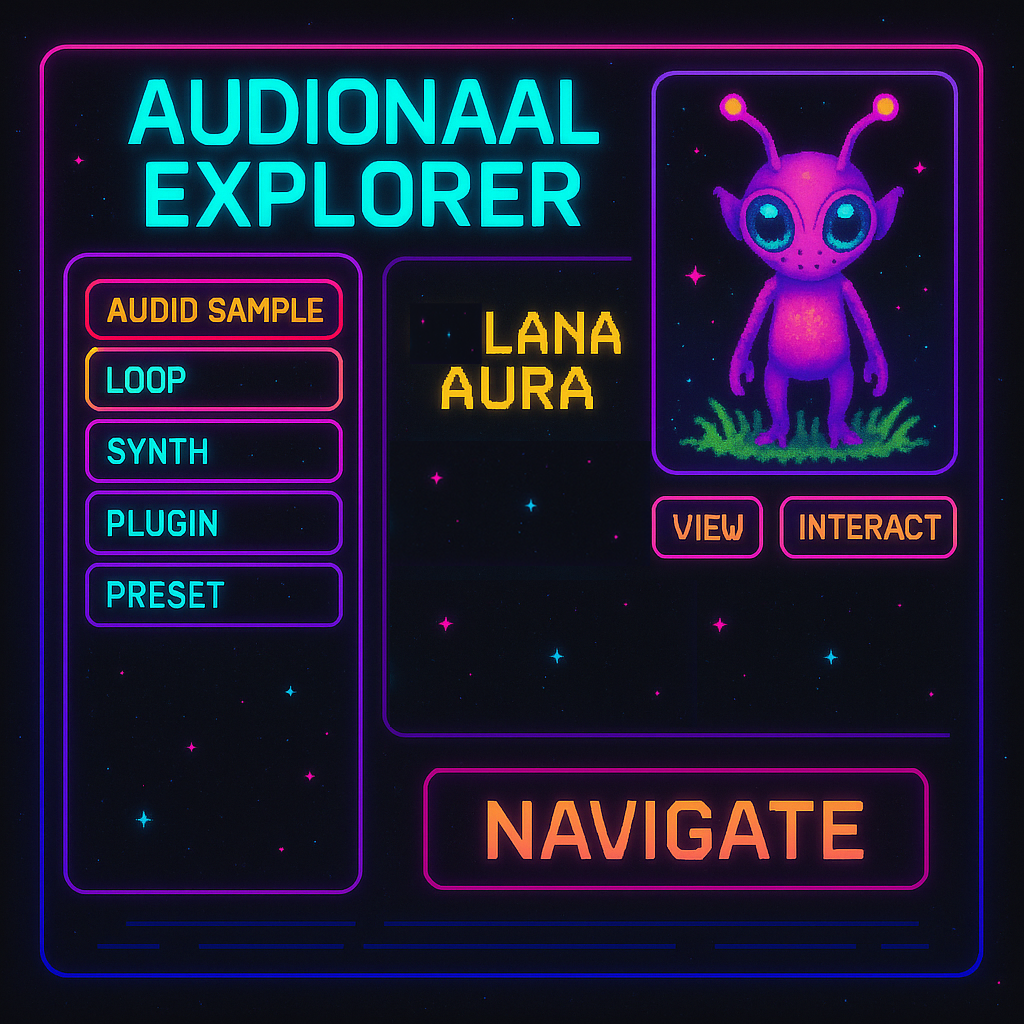 AUDIONAAL
EXPLORER
AUDID SAMPLE
LOOP
SYNTH
PLUGIN
PRESET
LANA
AURA
VIEW
INTERACT
NAVIGATE